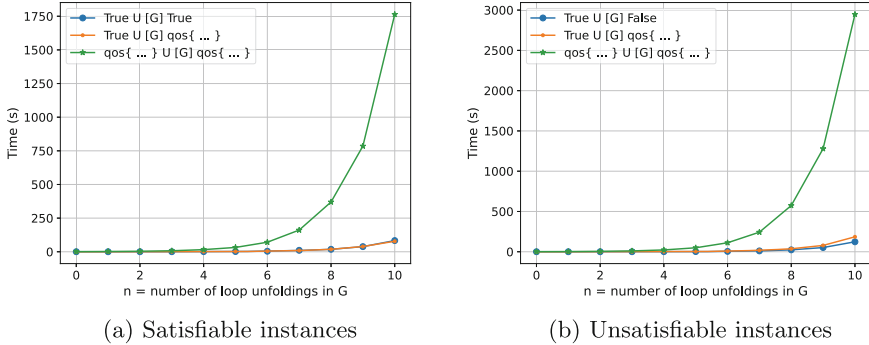 True U [G] True
True U [G] qos{ ... }
qos{ ... } U [G] qos{ ... }
1750
1500
1250
1000
750
500
250
0
Time (s)
0 2 4 6 8 10
n = number of loop unfoldings in G
(a) Satisfiable instances
True U [G] False
True U [G] qos{ ... }
qos{ ... } U [G] qos{ ... }
3000
2500
2000
1500
1000
500
0
Time (s)
0 2 4 6 8 10
n = number of loop unfoldings in G
(b) Unsatisfiable instances